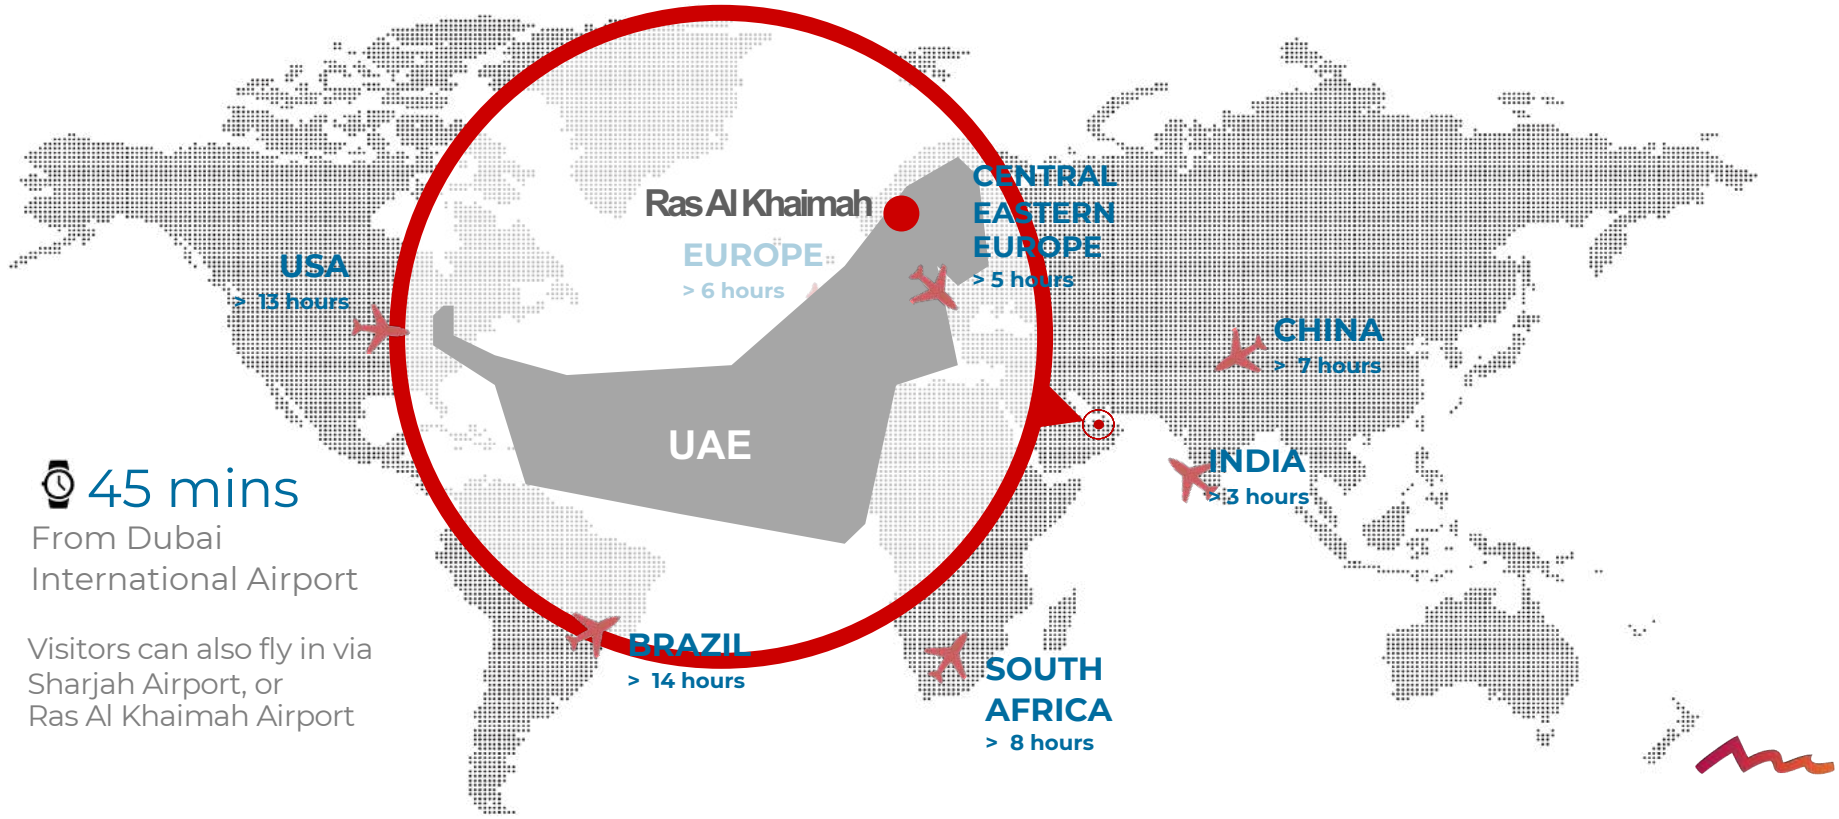 Ras Al Khaimah
CENTRAL
EASTERN
EUROPE
> 5 hours
EUROPE
> 6 hours
USA
> 13 hours
CHINA
> 7 hours
UAE
INDIA
> 3 hours
45 mins
From Dubai
International Airport
Visitors can also fly in via
Sharjah Airport, or
Ras Al Khaimah Airport
BRAZIL
> 14 hours
SOUTH
AFRICA
> 8 hours